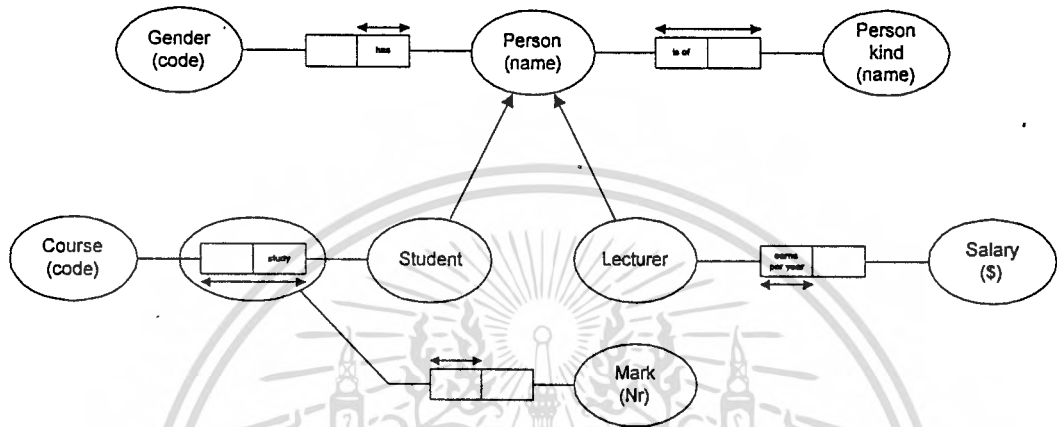 Gender
(code)
has
Person
(name)
is of
Person
kind
(name)
Course
(code)
study
Student
Lecturer
earns
per year
Salary
($)
Mark
(Nr)